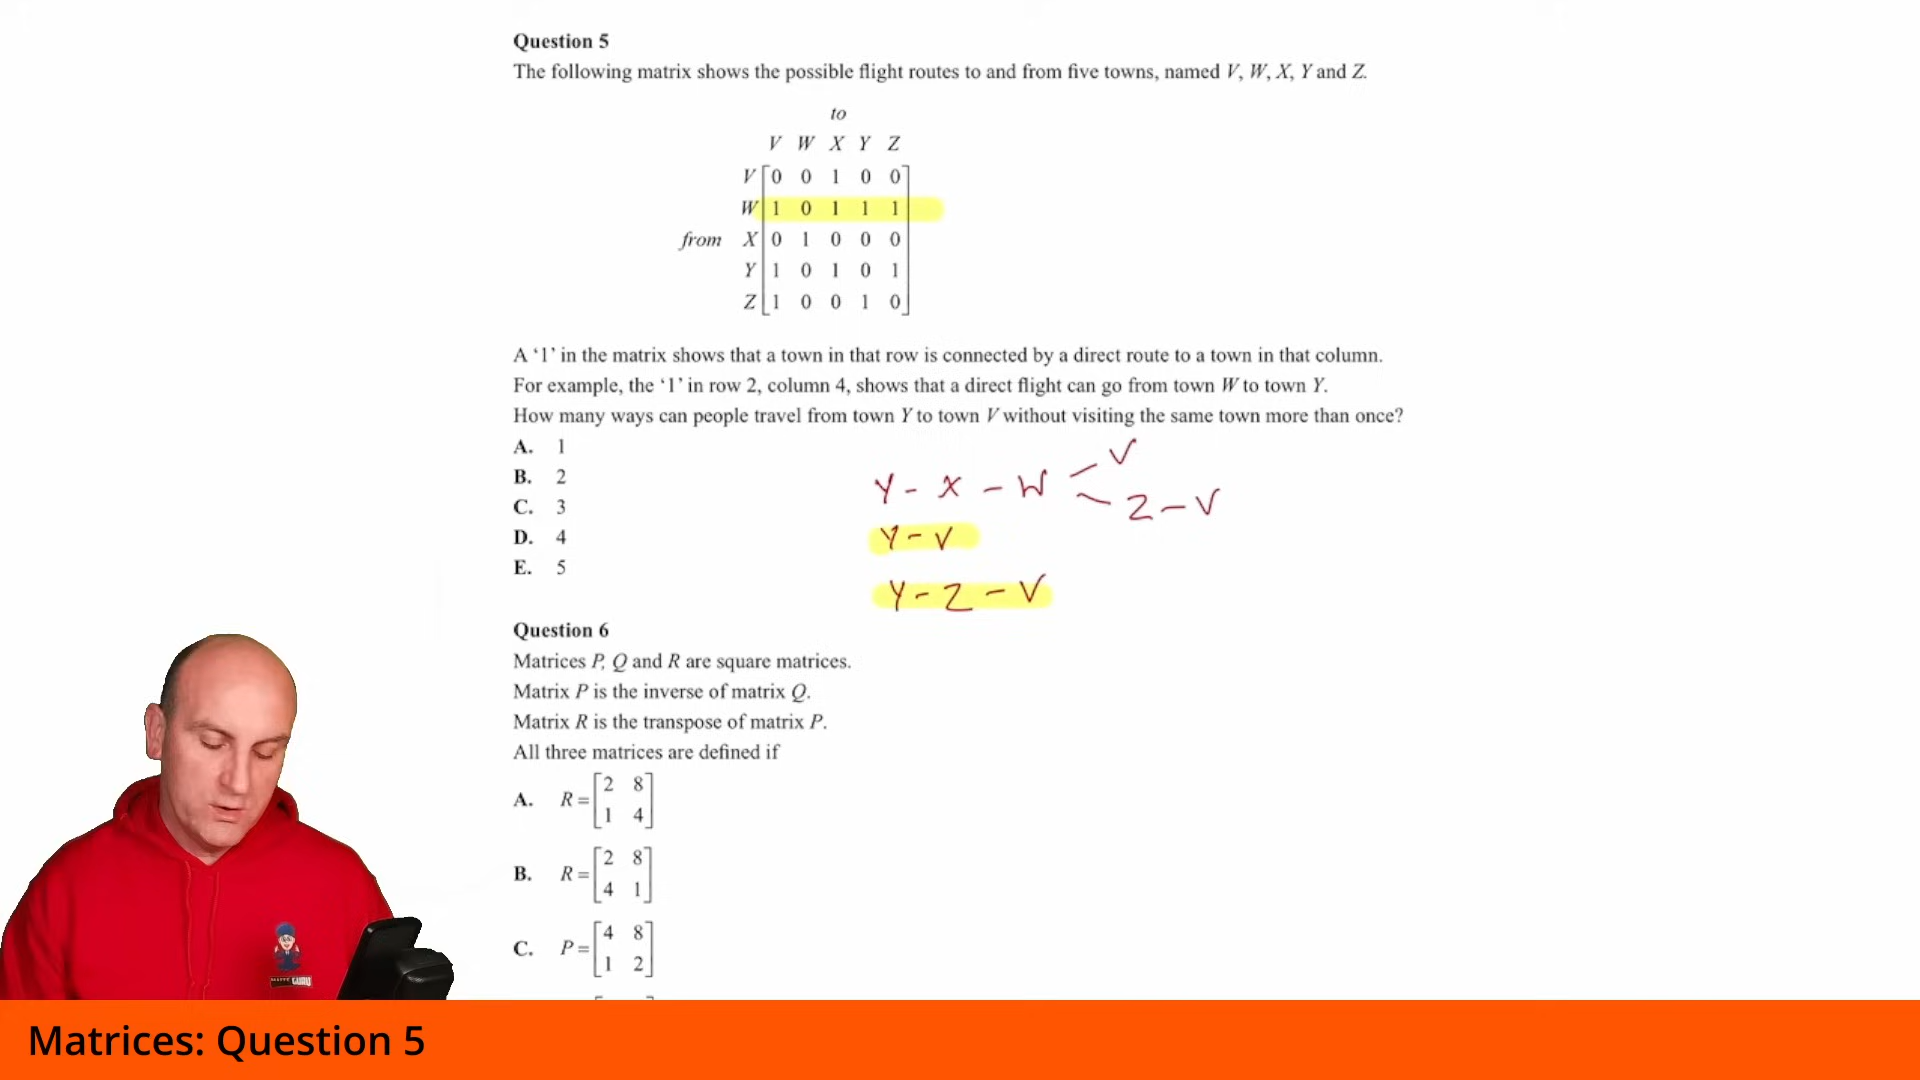 Question 5
The following matrix shows the possible flight routes to and from five towns, named V, W, X, Y and Z.
to
V W X Y Z
V 0 0 1 0 0
W 1 0 1 1 1
from X 0 1 0 0 0
Y 1 0 1 0 1
Z 1 0 0 1 0
A ‘1’ in the matrix shows that a town in that row is connected by a direct route to a town in that column.
For example, the ‘1’ in row 2, column 4, shows that a direct flight can go from town W to town Y.
How many ways can people travel from town Y to town V without visiting the same town more than once?
A. 1
B. 2
C. 3
D. 4
E. 5
V
Y - X - W
Z - V
Y - V
Y - Z - V
Question 6
Matrices P, Q and R are square matrices.
Matrix P is the inverse of matrix Q.
Matrix R is the transpose of matrix P.
All three matrices are defined if
A. R = 2 8
1 4
B. R = 2 8
4 1
C. P = 4 8
1 2
Matrices: Question 5